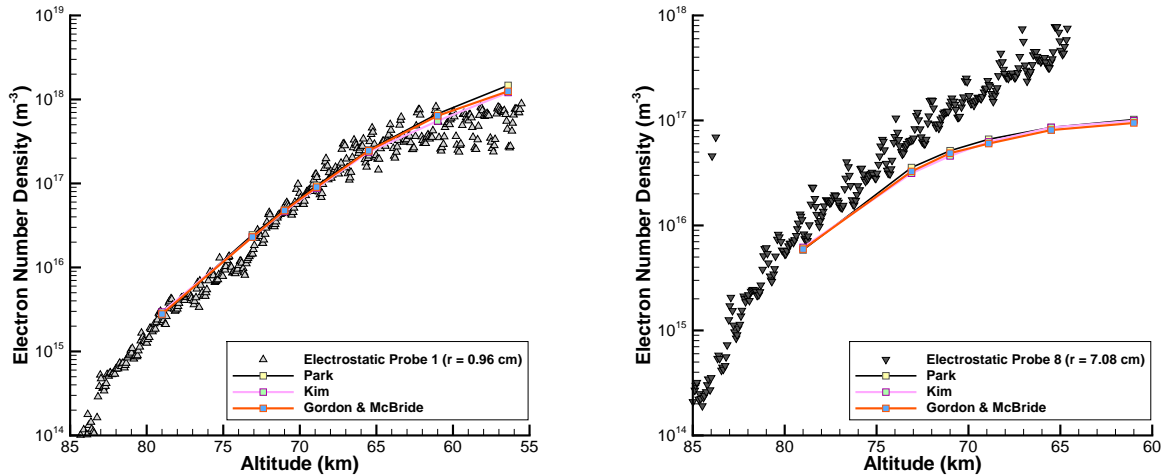 10^19
10^18
10^17
10^16
10^15
10^14
Electron Number Density (m^-3)
85 80 75 70 65 60 55
Altitude (km)
Electrostatic Probe 1 (r = 0.96 cm)
Park
Kim
Gordon & McBride
10^18
10^17
10^16
10^15
10^14
Electron Number Density (m^-3)
85 80 75 70 65 60
Altitude (km)
Electrostatic Probe 8 (r = 7.08 cm)
Park
Kim
Gordon & McBride